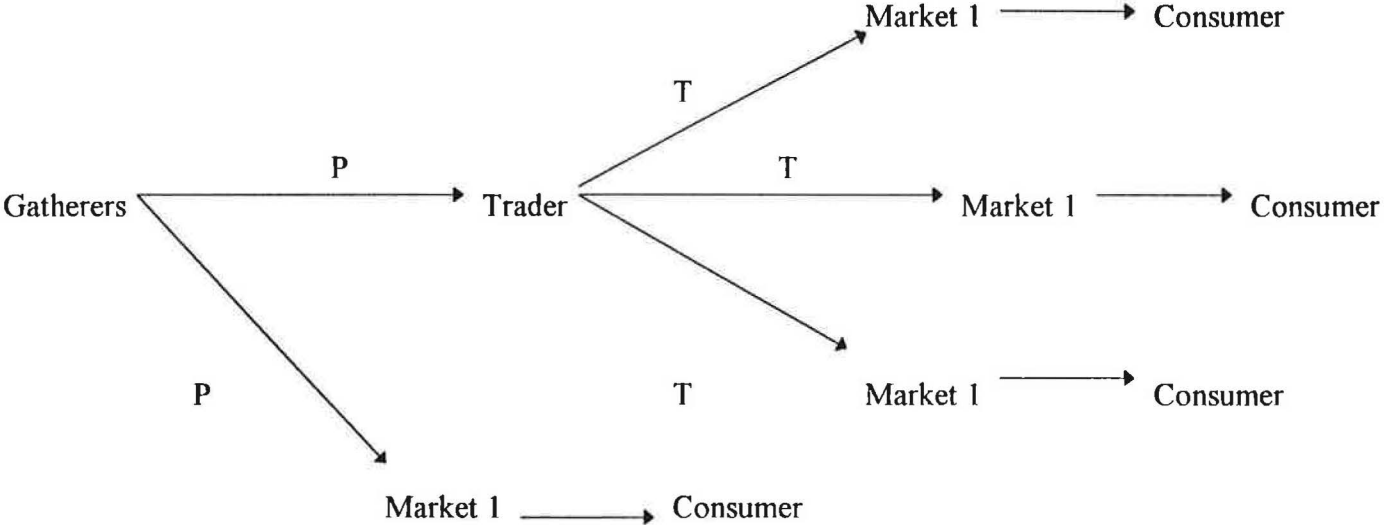 Market 1 Consumer
T
P T
Gatherers Trader Market 1 Consumer
P T Market 1 Consumer
Market 1 Consumer